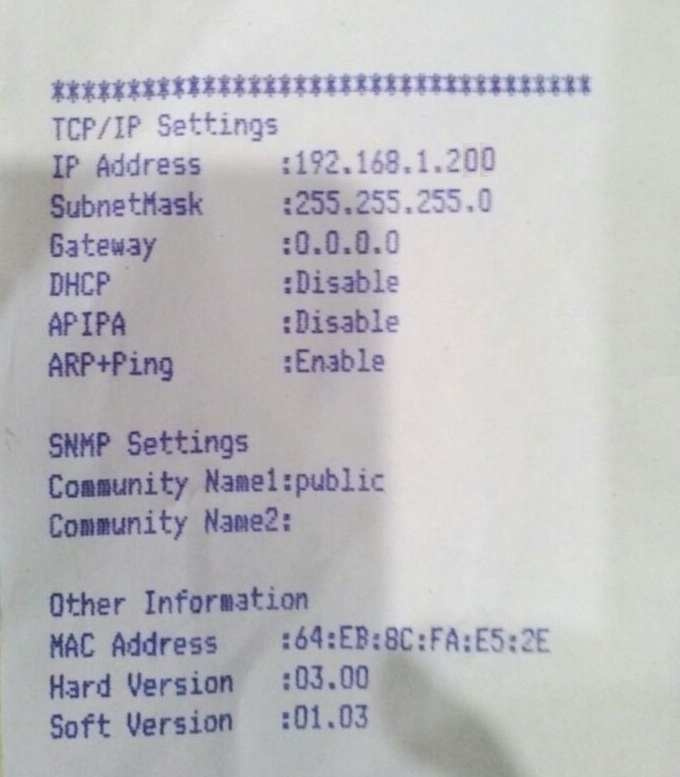 ***********************************
TCP/IP Settings
IP Address :192.168.1.200
SubnetMask :255.255.255.0
Gateway :0.0.0.0
DHCP :Disable
APIPA :Disable
ARP+Ping :Enable
SNMP Settings
Community Name1:public
Community Name2:
Other Information
MAC Address :64:EB:8C:FA:E5:2E
Hard Version :03.00
Soft Version :01.03